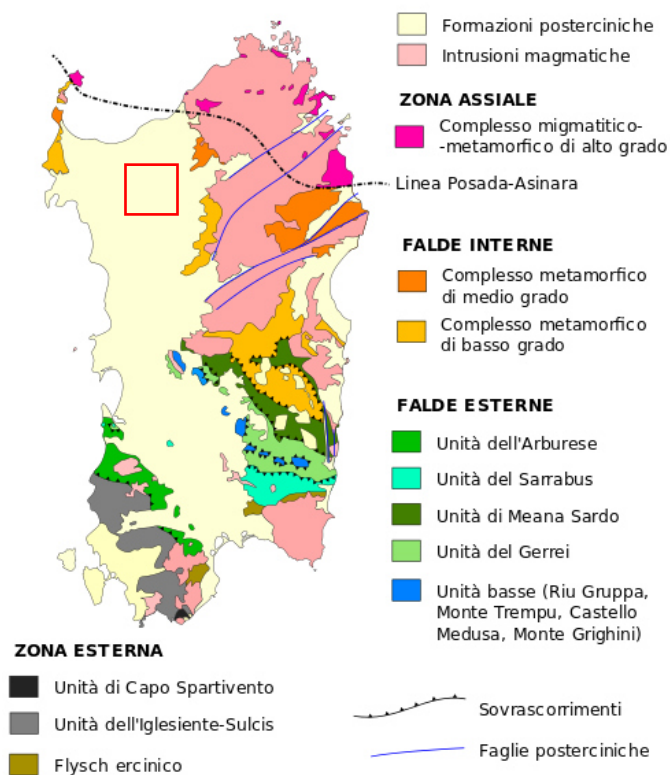 Formazioni posterciniche
Intrusioni magmatiche
ZONA ASSIALE
Complesso migmatitico-
-metamorfico di alto grado
Linea Posada-Asinara
FALDE INTERNE
Complesso metamorfico
di medio grado
Complesso metamorfico
di basso grado
FALDE ESTERNE
Unità dell'Arburese
Unità del Sarrabus
Unità di Meana Sardo
Unità del Gerrei
Unità basse (Riu Gruppa,
Monte Trempu, Castello
Medusa, Monte Grighini)
ZONA ESTERNA
Unità di Capo Spartivento
Unità dell'Iglesiente-Sulcis
Flysch ercinico
Sovrascorrimenti
Faglie posterciniche